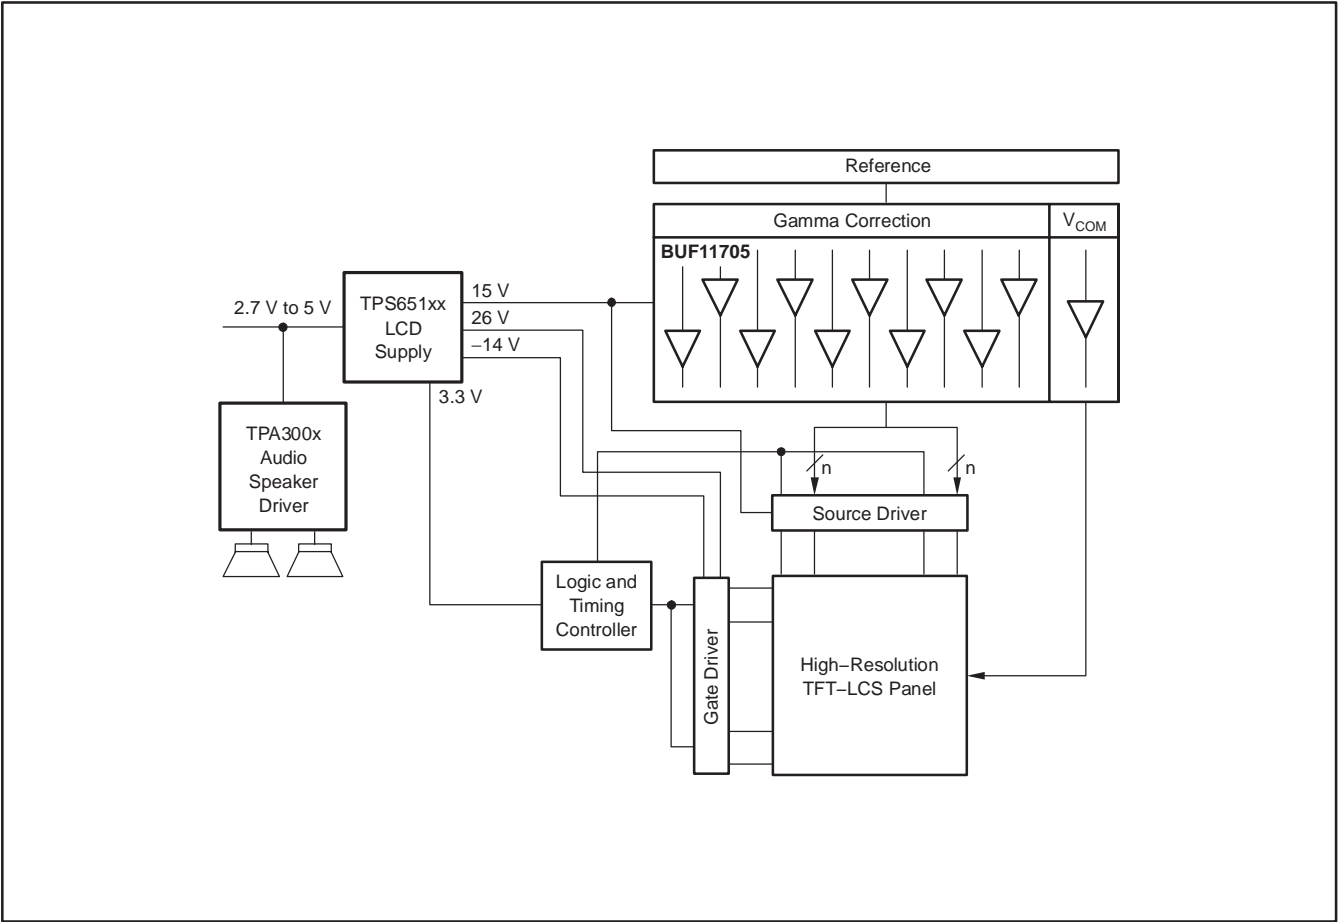 Reference
Gamma Correction
V_COM
BUF11705
2.7 V to 5 V
TPS651xx
LCD
Supply
15 V
26 V
−14 V
3.3 V
TPA300x
Audio
Speaker
Driver
n
n
Source Driver
Logic and
Timing
Controller
Gate Driver
High−Resolution
TFT−LCS Panel